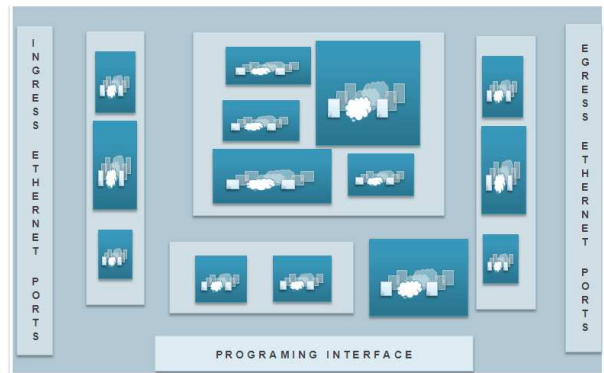 INGRESS ETHERNET PORTS
EGRESS ETHERNET PORTS
PROGRAMING INTERFACE